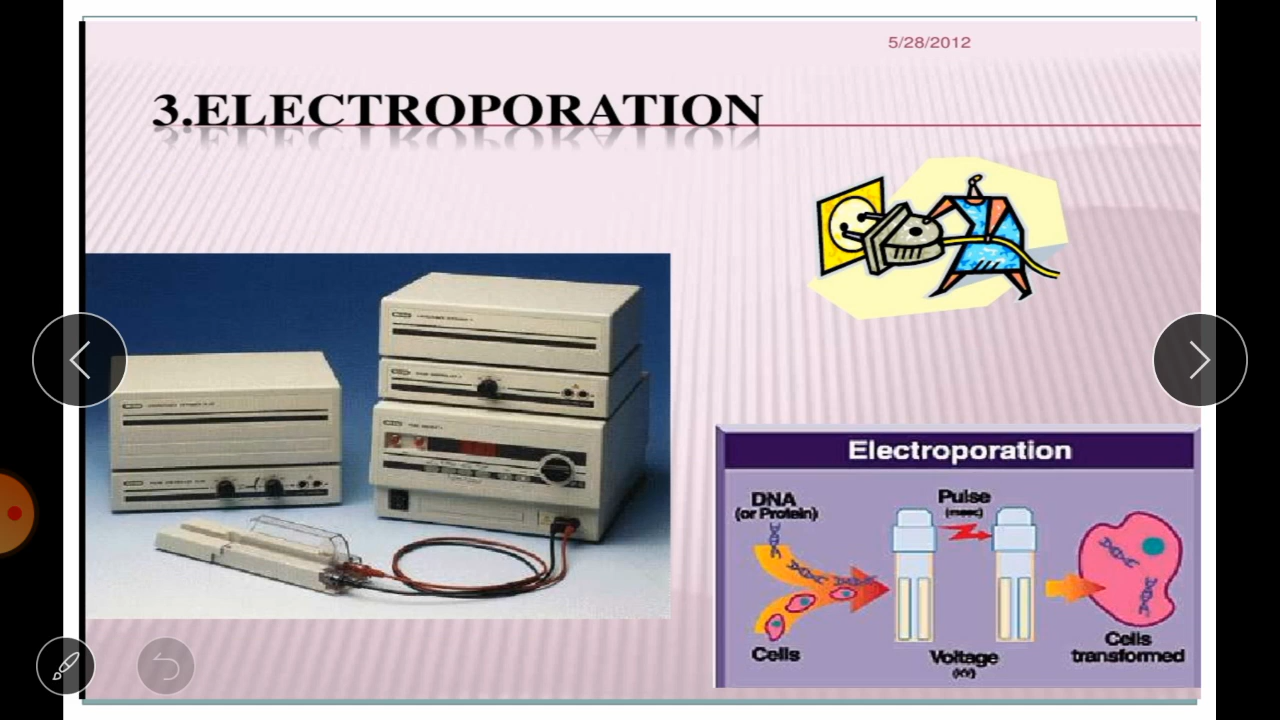 5/28/2012
3.ELECTROPORATION
Electroporation
DNA
(or Protein)
Pulse
(msec)
Cells
Voltage
(kV)
Cells
transformed